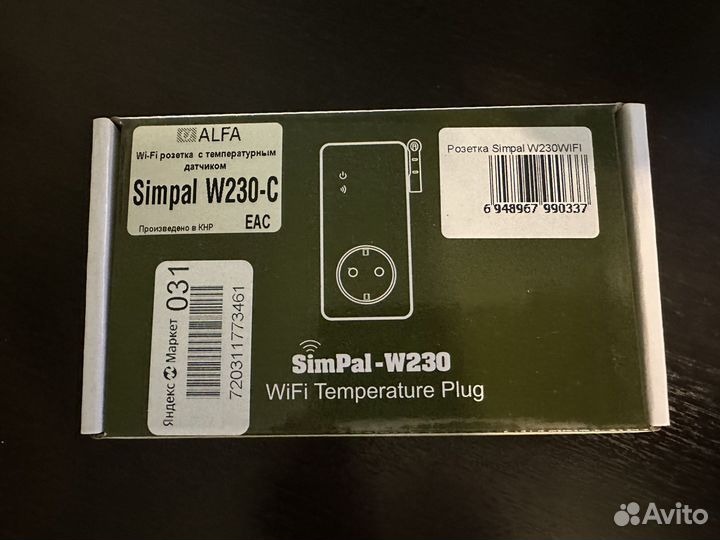 ALFA
Wi-Fi розетка с температурным
датчиком
Simpal W230-C
Произведено в КНР
EAC
Розетка Simpal W230WIFI
6 948967 990337
Яндекс Маркет
031
720311773461
SimPal-W230
WiFi Temperature Plug
Avito